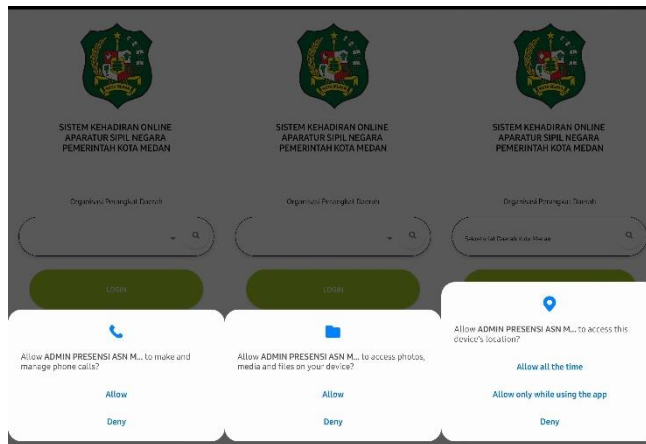 SISTEM KEHADIRAN ONLINE
APARATUR SIPIL NEGARA
PEMERINTAH KOTA MEDAN
Organisasi Perangkat Daerah
LOGIN
Allow ADMIN PRESENSI ASN M... to make and
manage phone calls?
Allow
Deny
SISTEM KEHADIRAN ONLINE
APARATUR SIPIL NEGARA
PEMERINTAH KOTA MEDAN
Organisasi Perangkat Daerah
LOGIN
Allow ADMIN PRESENSI ASN M... to access photos,
media and files on your device?
Allow
Deny
SISTEM KEHADIRAN ONLINE
APARATUR SIPIL NEGARA
PEMERINTAH KOTA MEDAN
Organisasi Perangkat Daerah
Sekretariat Daerah Kota Medan
Allow ADMIN PRESENSI ASN M... to access this
device's location?
Allow all the time
Allow only while using the app
Deny